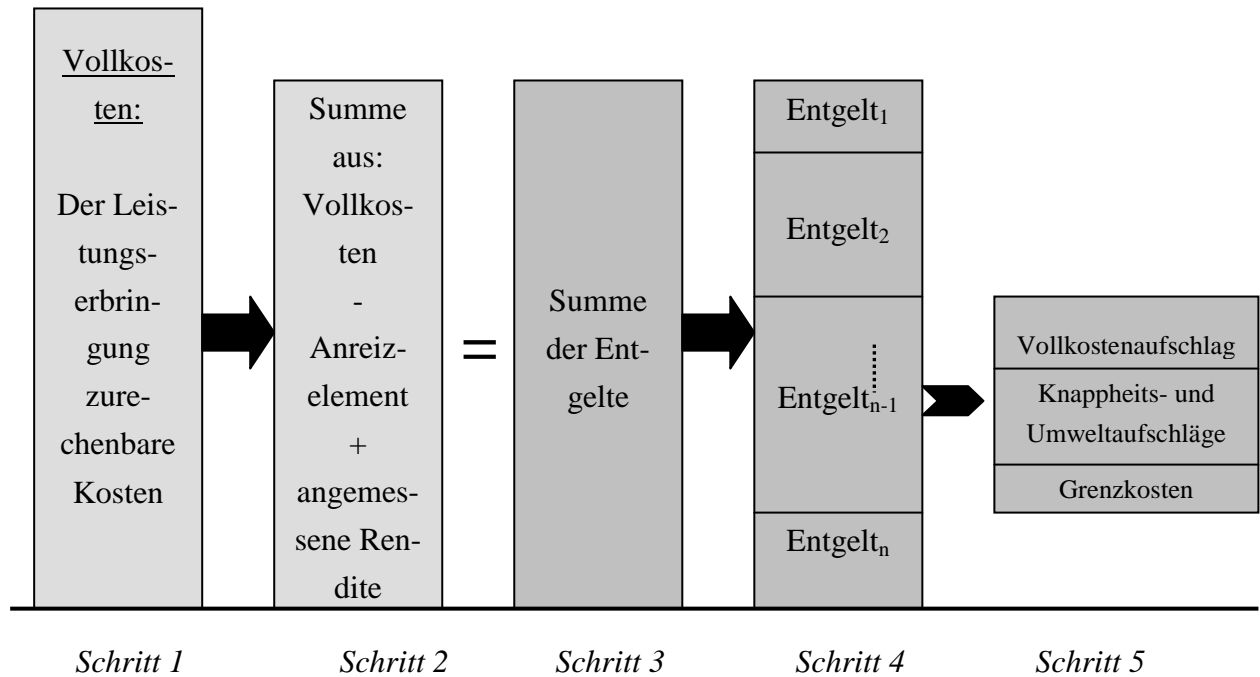 Vollkos-
ten:
Der Leis-
tungs-
erbrin-
gung
zure-
chenbare
Kosten
Summe
aus:
Vollkos-
ten
-
Anreiz-
element
+
angemes-
sene Ren-
dite
=
Summe
der Ent-
gelte
Entgelt1
Entgelt2
Entgeltn-1
Entgeltn
Vollkostenaufschlag
Knappheits- und
Umweltaufschläge
Grenzkosten
Schritt 1
Schritt 2
Schritt 3
Schritt 4
Schritt 5